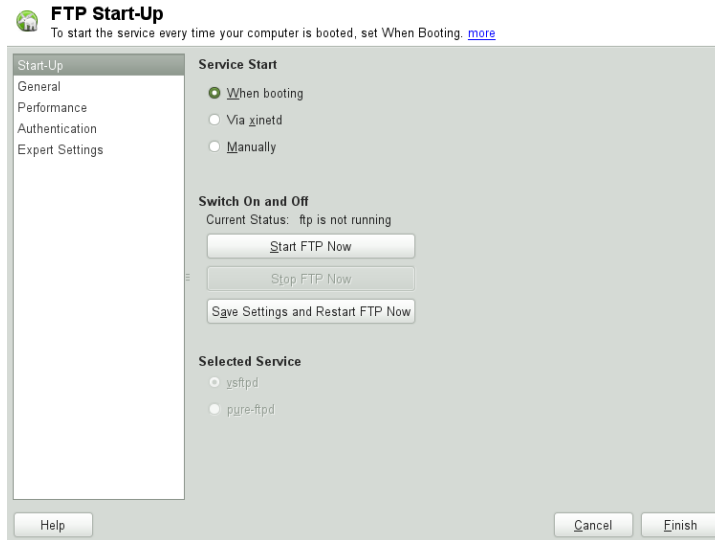 FTP Start-Up
To start the service every time your computer is booted, set When Booting. more
Start-Up
General
Performance
Authentication
Expert Settings
Service Start
When booting
Via xinetd
Manually
Switch On and Off
Current Status: ftp is not running
Start FTP Now
Stop FTP Now
Save Settings and Restart FTP Now
Selected Service
vsftpd
pure-ftpd
Help
Cancel
Finish